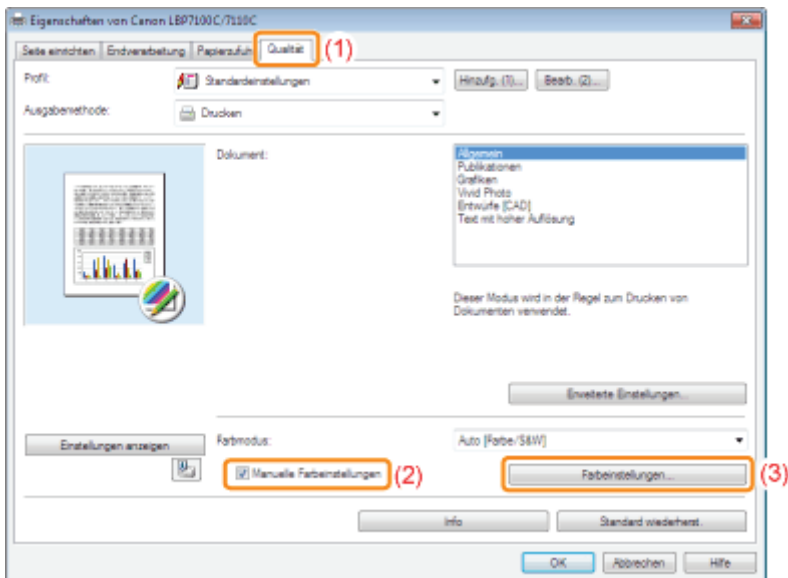 Eigenschaften von Canon LBP7100C/7110C
Seite einrichten Endverarbeitung Papierzufuhr Qualität (1)
Profil: Standardeinstellungen Hinzufg. (1)... Bearb. (2)...
Ausgabemethode: Drucken
Dokument: Allgemein
Publikationen
Grafiken
Vivid Photo
Entwürfe [CAD]
Text mit hoher Auflösung
Dieser Modus wird in der Regel zum Drucken von
Dokumenten verwendet.
Erweiterte Einstellungen...
Einstellungen anzeigen Farbmodus: Auto [Farbe/S&W]
Manuelle Farbeinstellungen (2) Farbeinstellungen... (3)
Info Standard wiederherst.
OK Abbrechen Hilfe